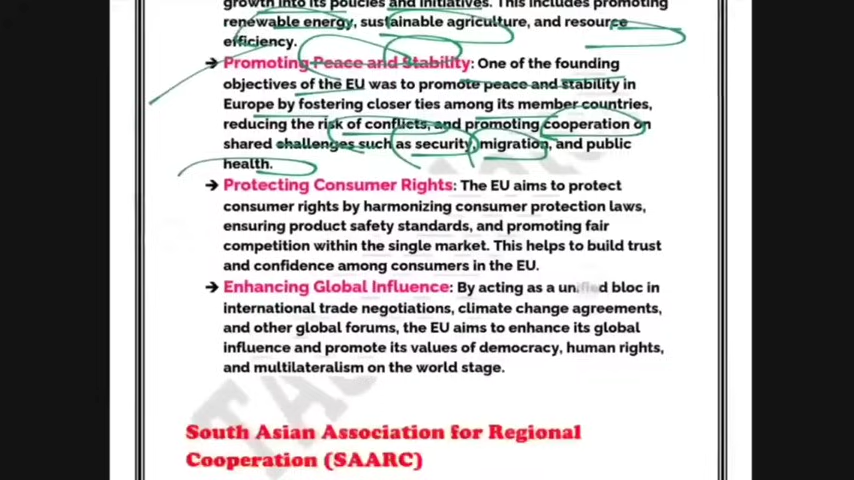 growth into its policies and initiatives. This includes promoting
renewable energy, sustainable agriculture, and resource
efficiency.
→ Promoting Peace and Stability: One of the founding
objectives of the EU was to promote peace and stability in
Europe by fostering closer ties among its member countries,
reducing the risk of conflicts, and promoting cooperation on
shared challenges such as security, migration, and public
health.
→ Protecting Consumer Rights: The EU aims to protect
consumer rights by harmonizing consumer protection laws,
ensuring product safety standards, and promoting fair
competition within the single market. This helps to build trust
and confidence among consumers in the EU.
→ Enhancing Global Influence: By acting as a unified bloc in
international trade negotiations, climate change agreements,
and other global forums, the EU aims to enhance its global
influence and promote its values of democracy, human rights,
and multilateralism on the world stage.
South Asian Association for Regional
Cooperation (SAARC)